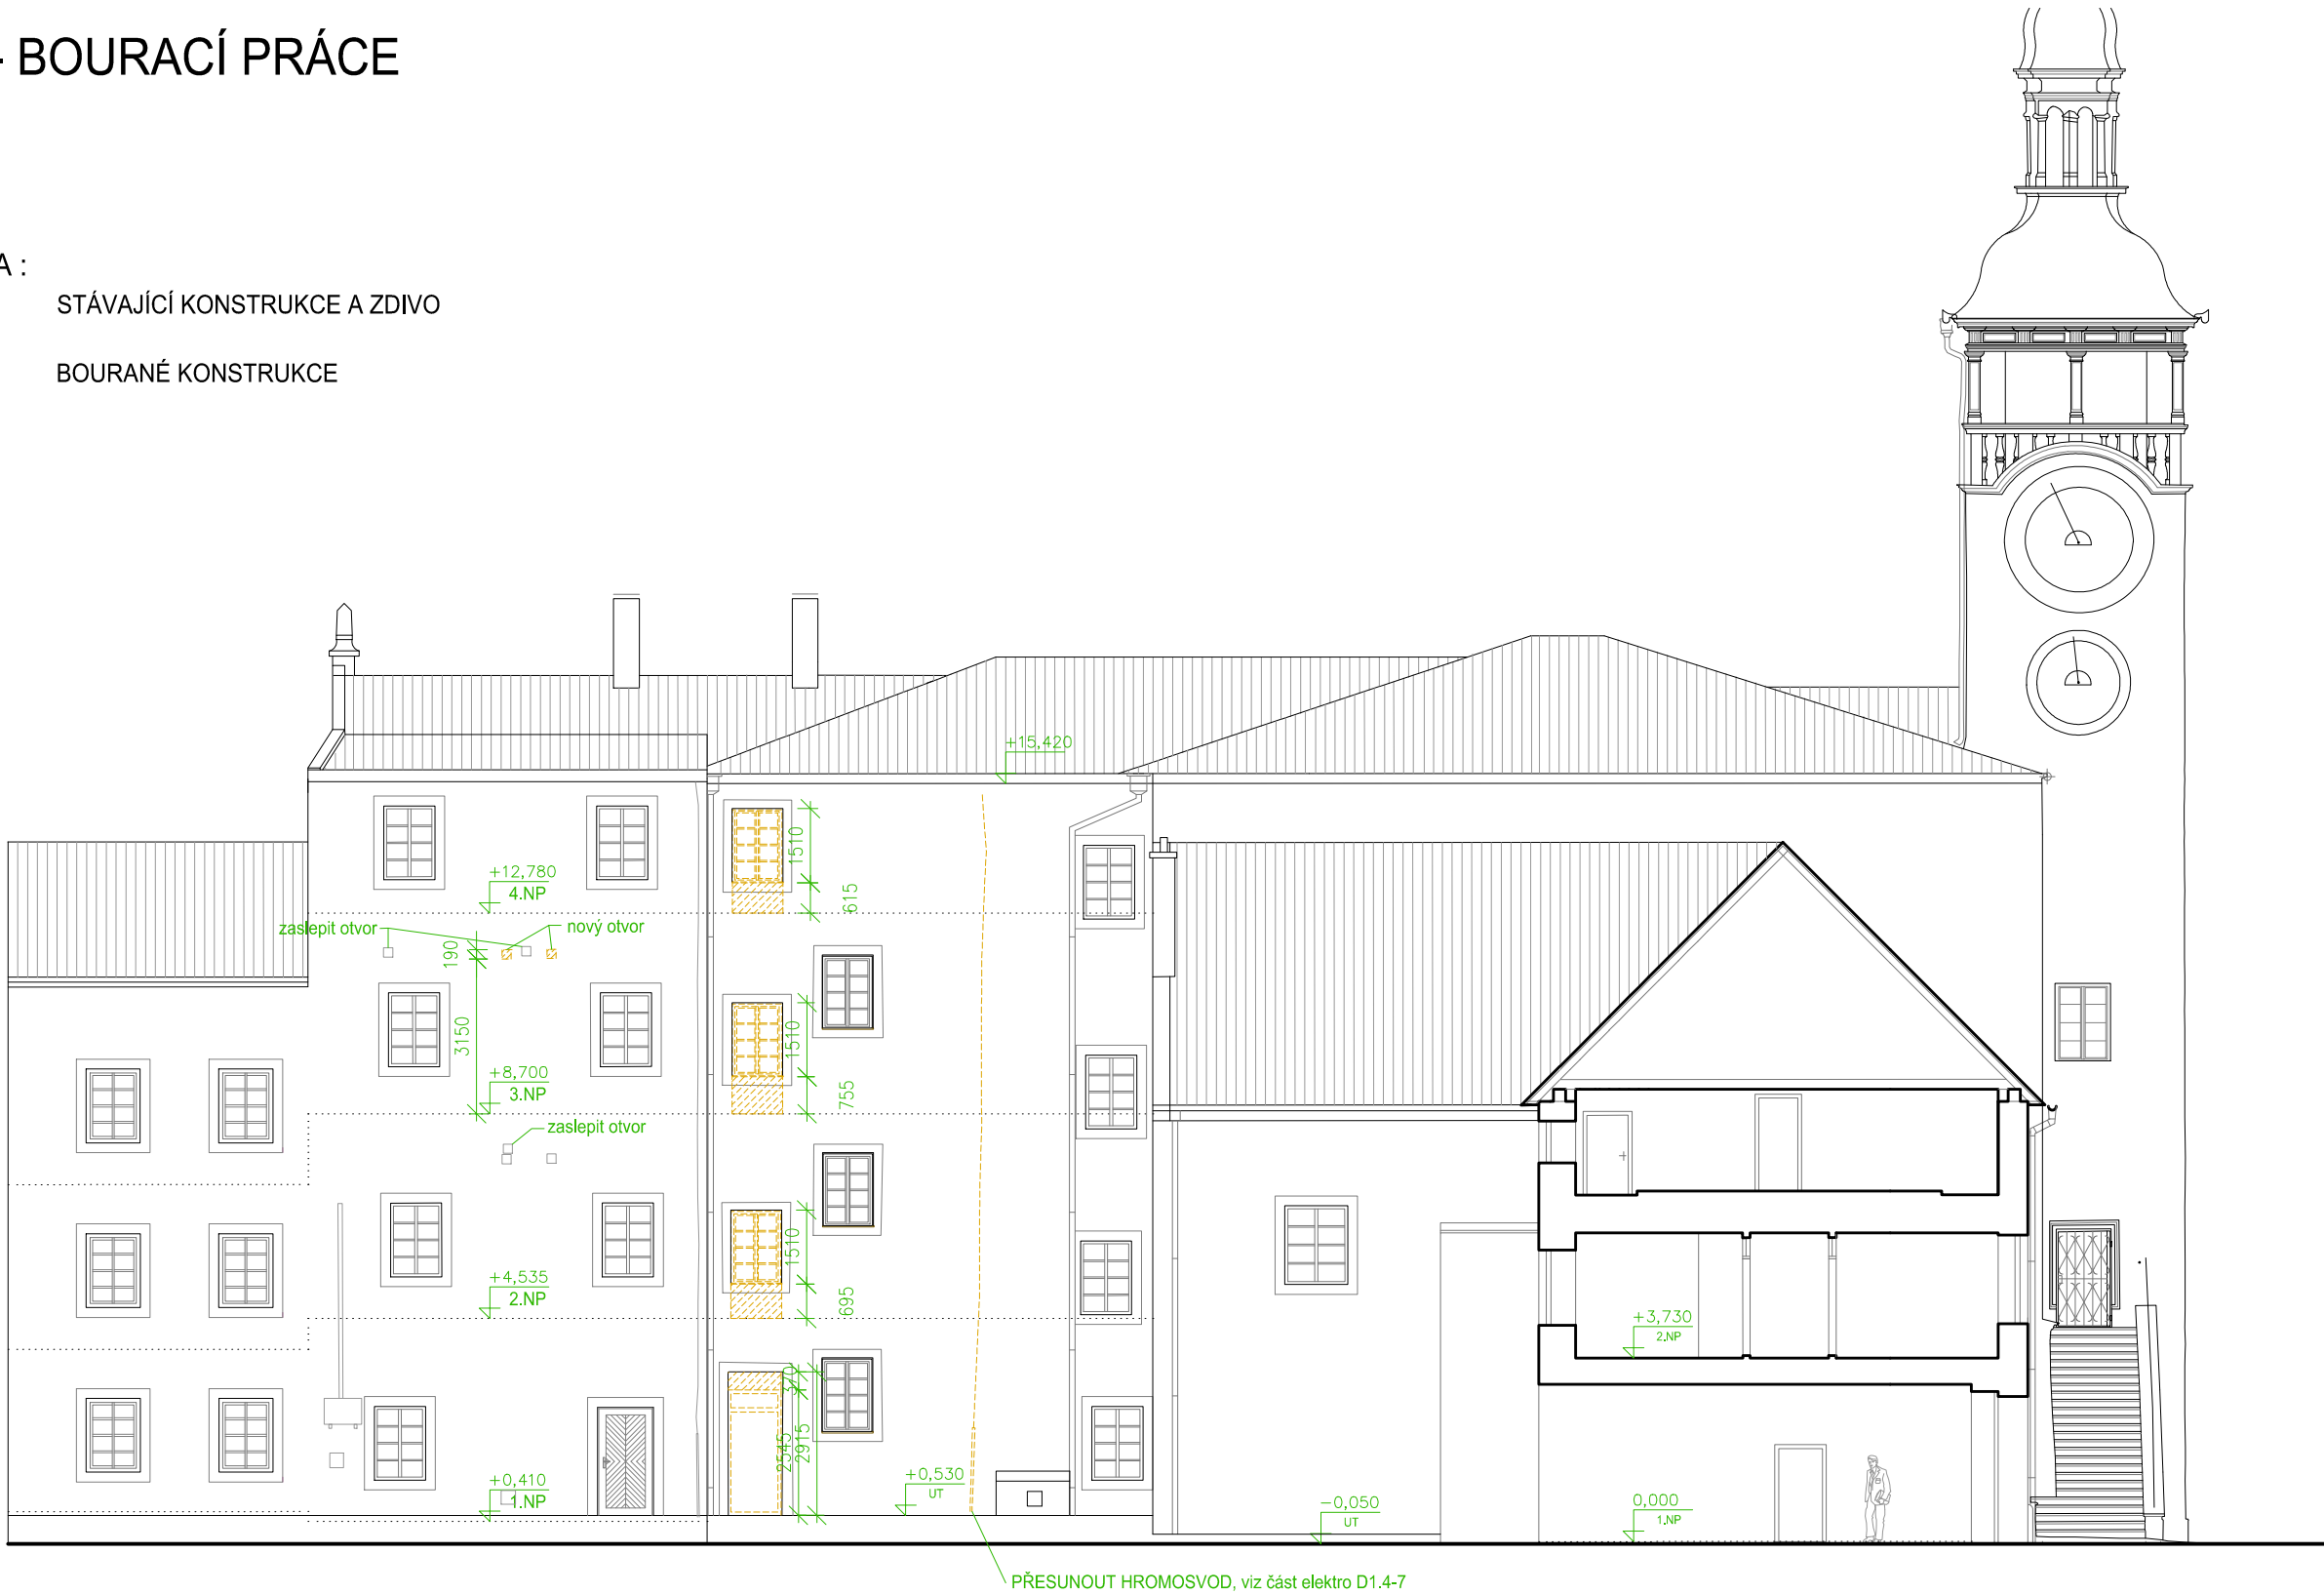 - BOURACÍ PRÁCE
A :
STÁVAJÍCÍ KONSTRUKCE A ZDIVO
BOURANÉ KONSTRUKCE
+15,420
1510
+12,780
4.NP
615
zaslepit otvor
nový otvor
190
3150
1510
+8,700
3.NP
755
zaslepit otvor
1510
+4,535
2.NP
695
+3,730
2.NP
370
2545
2915
+0,410
1.NP
+0,530
UT
-0,050
UT
0,000
1.NP
PŘESUNOUT HROMOSVOD, viz část elektro D1.4-7